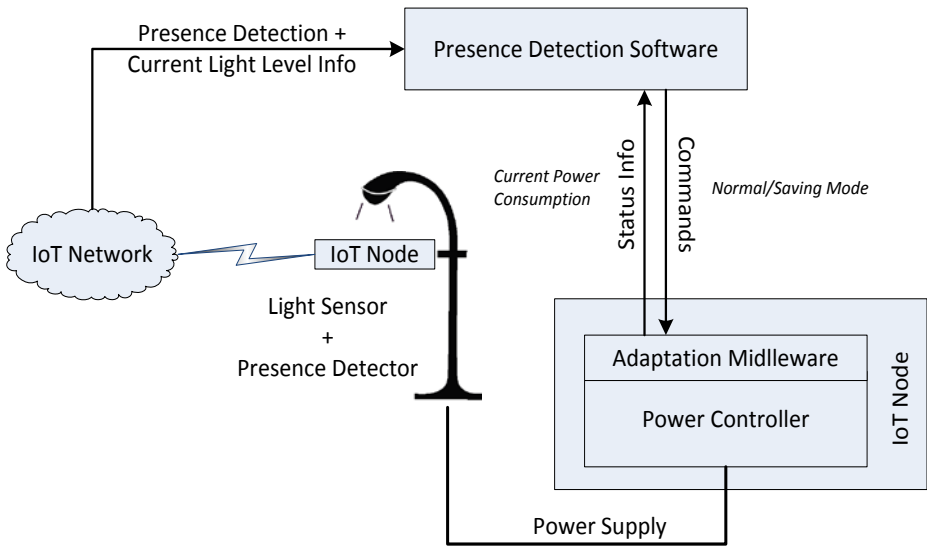 Presence Detection +
Current Light Level Info
Presence Detection Software
Current Power
Consumption
Status Info
Commands
Normal/Saving Mode
IoT Network
IoT Node
Light Sensor
+
Presence Detector
Adaptation Midlleware
Power Controller
IoT Node
Power Supply